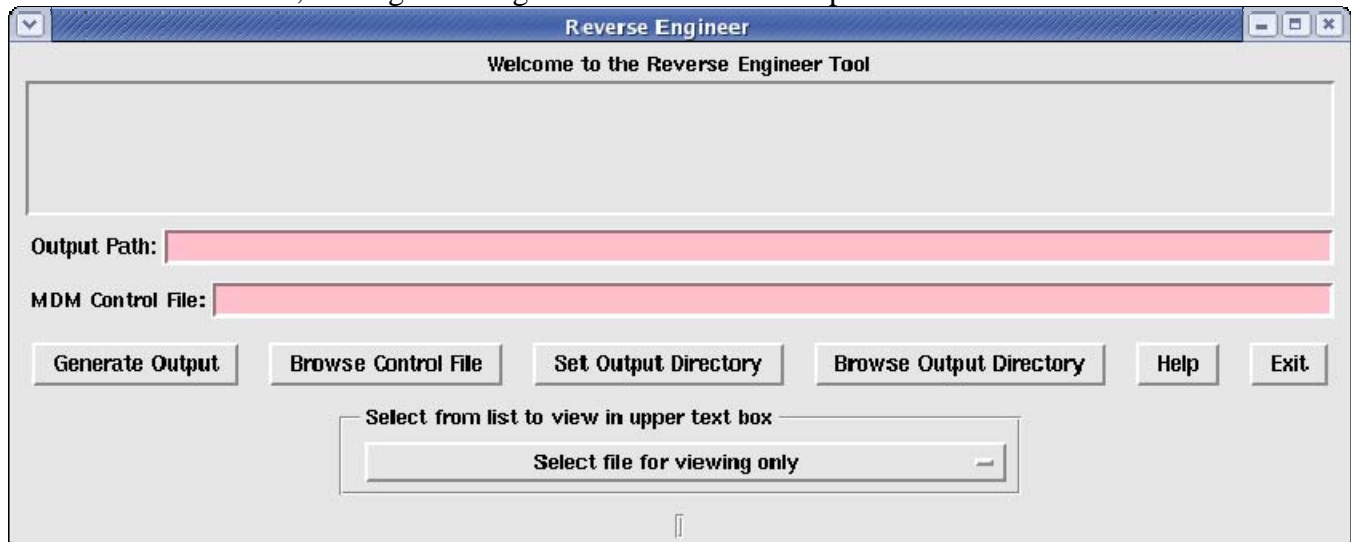 Reverse Engineer
Welcome to the Reverse Engineer Tool
Output Path:
MDM Control File:
Generate Output Browse Control File Set Output Directory Browse Output Directory Help Exit
Select from list to view in upper text box
Select file for viewing only